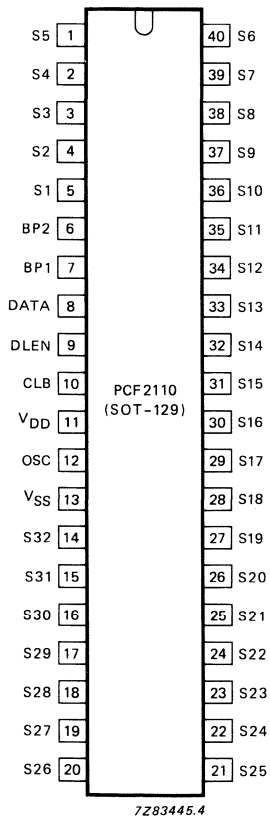 S5 1 40 S6
S4 2 39 S7
S3 3 38 S8
S2 4 37 S9
S1 5 36 S10
BP2 6 35 S11
BP1 7 34 S12
DATA 8 33 S13
DLEN 9 32 S14
CLB 10 31 S15
PCF2110
(SOT-129)
VDD 11 30 S16
OSC 12 29 S17
VSS 13 28 S18
S32 14 27 S19
S31 15 26 S20
S30 16 25 S21
S29 17 24 S22
S28 18 23 S23
S27 19 22 S24
S26 20 21 S25
7Z83445.4